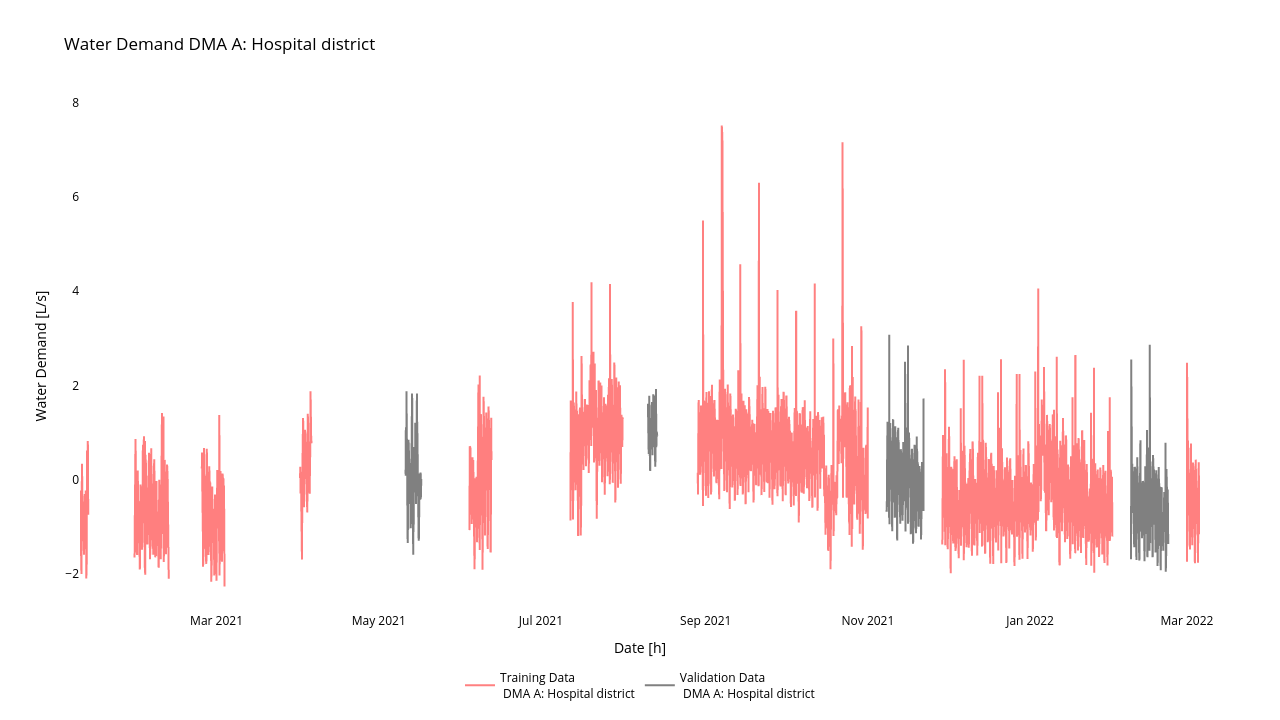 Water Demand DMA A: Hospital district
8
6
4
2
0
−2
Water Demand [L/s]
Mar 2021
May 2021
Jul 2021
Sep 2021
Nov 2021
Jan 2022
Mar 2022
Date [h]
Training Data
DMA A: Hospital district
Validation Data
DMA A: Hospital district